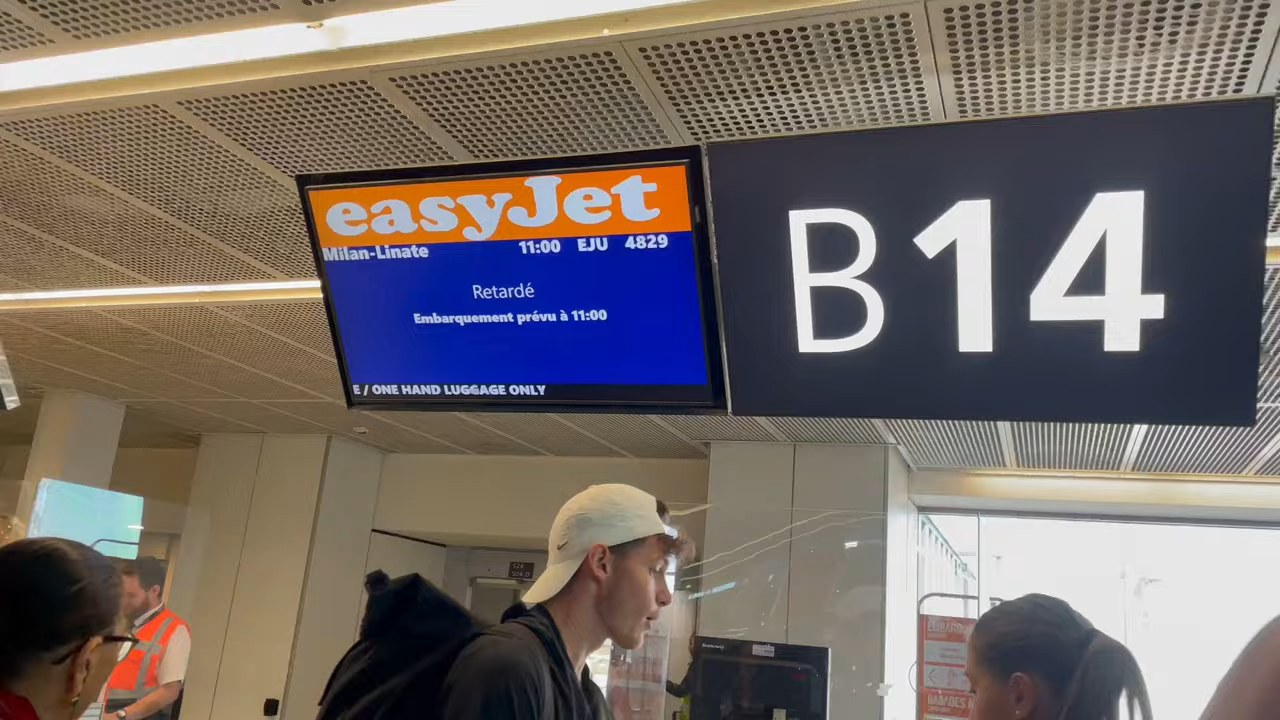 easyJet
Milan-Linate 11:00 EJU 4829
Retardé
Embarquement prévu à 11:00
E / ONE HAND LUGGAGE ONLY
B14